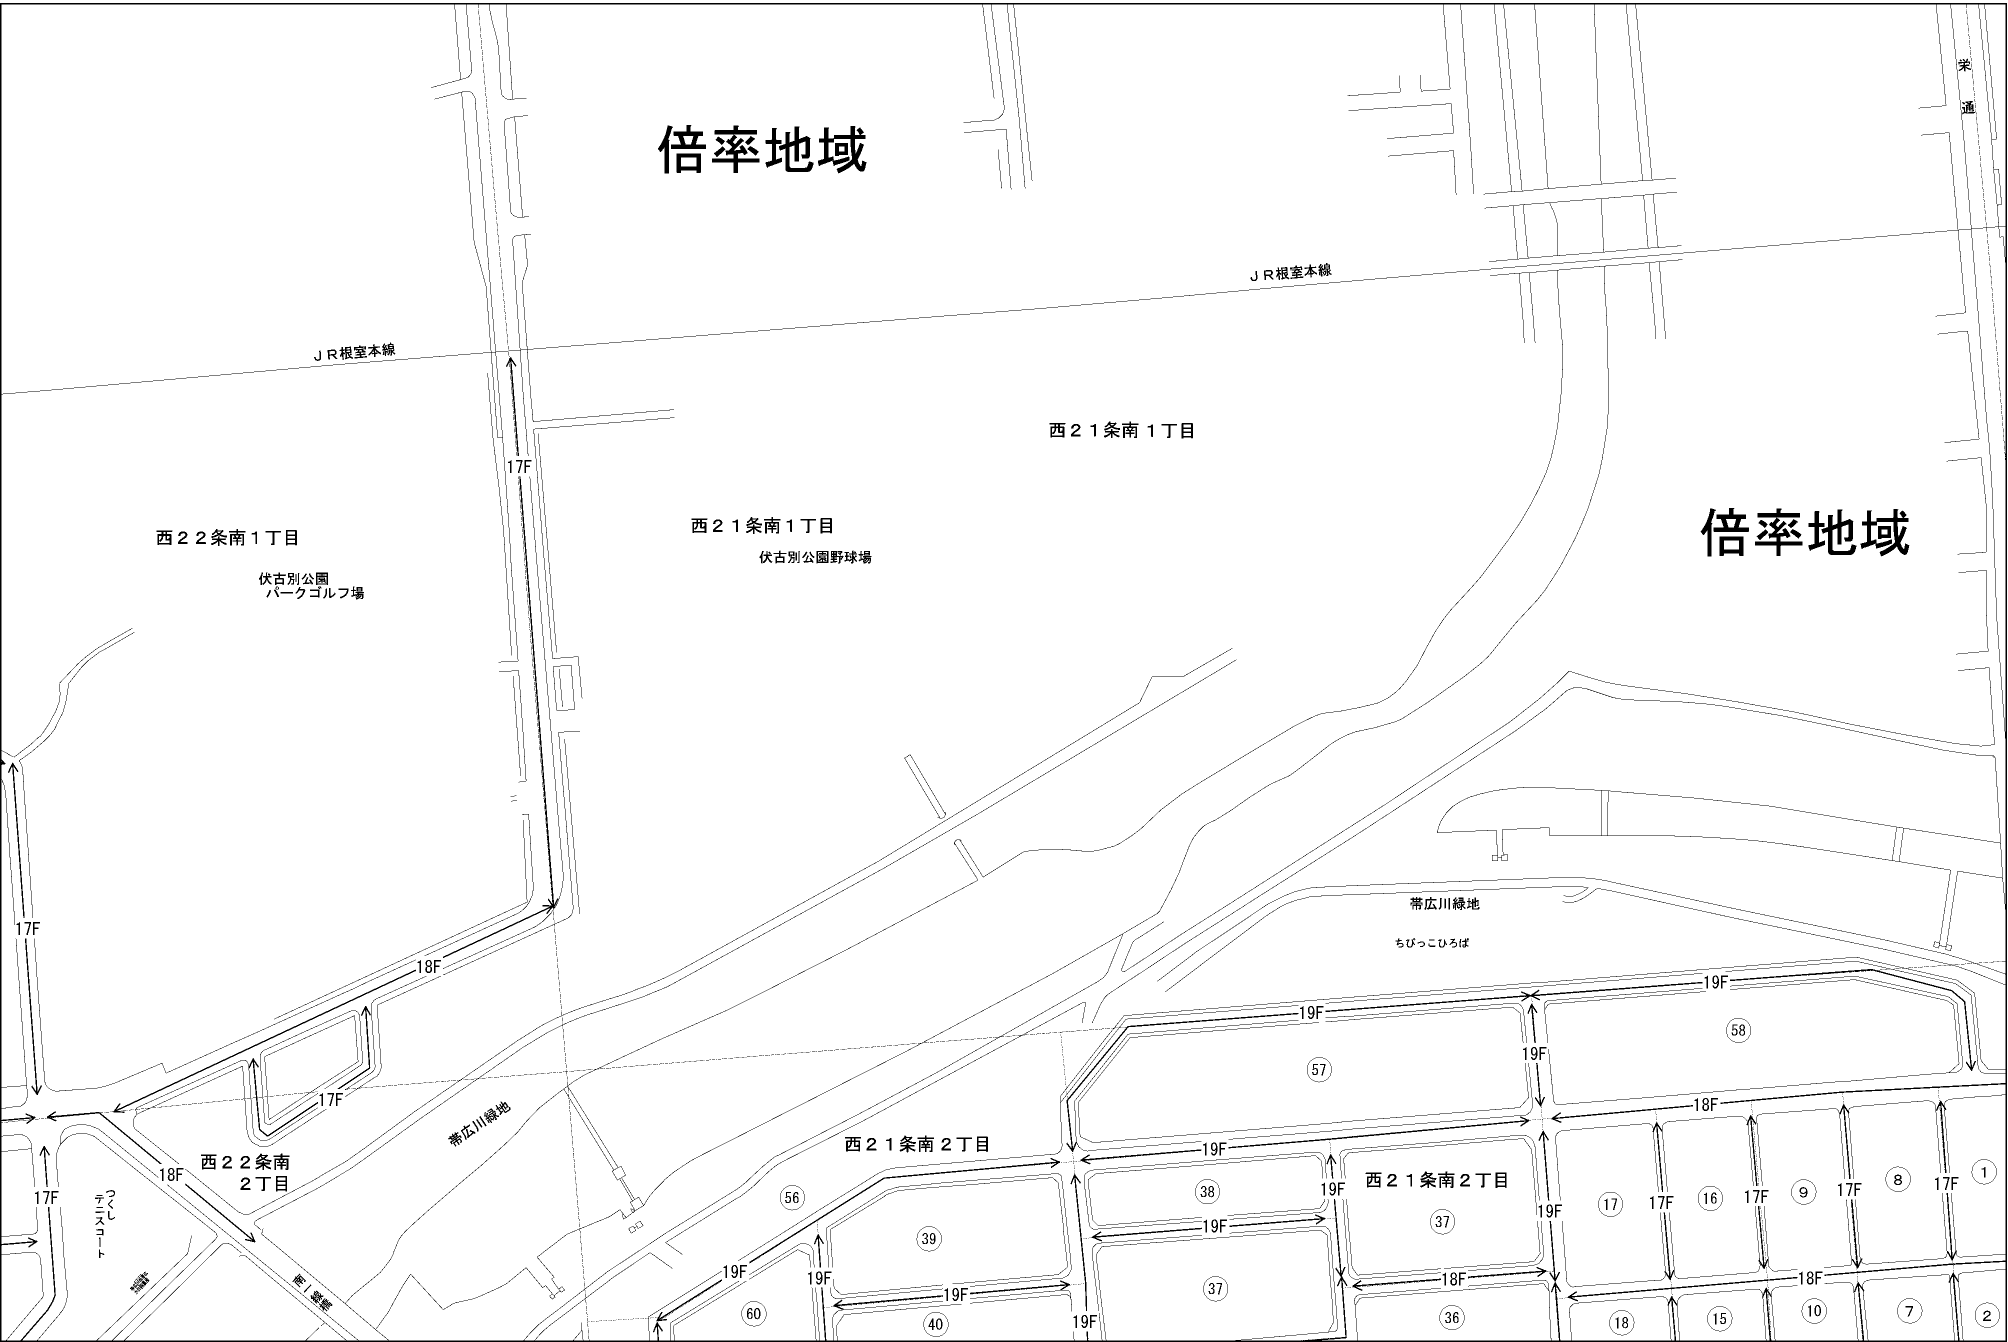 栄通
倍率地域
ＪＲ根室本線
ＪＲ根室本線
西２１条南１丁目
17F
西２２条南１丁目
西２１条南１丁目
倍率地域
伏古別公園
パークゴルフ場
伏古別公園野球場
17F
18F
帯広川緑地
ちびっこひろば
19F
19F
58
57
19F
17F
18F
帯広川緑地
西２１条南２丁目
19F
西２２条南
２丁目
18F
17F
つくし
テニスコート
56
38
19F
西２１条南２丁目
37
19F
17
17F
16
17F
9
17F
8
17F
1
39
19F
19F
19F
37
18F
18F
南一線橋
60
19F
40
19F
36
18
15
10
7
2